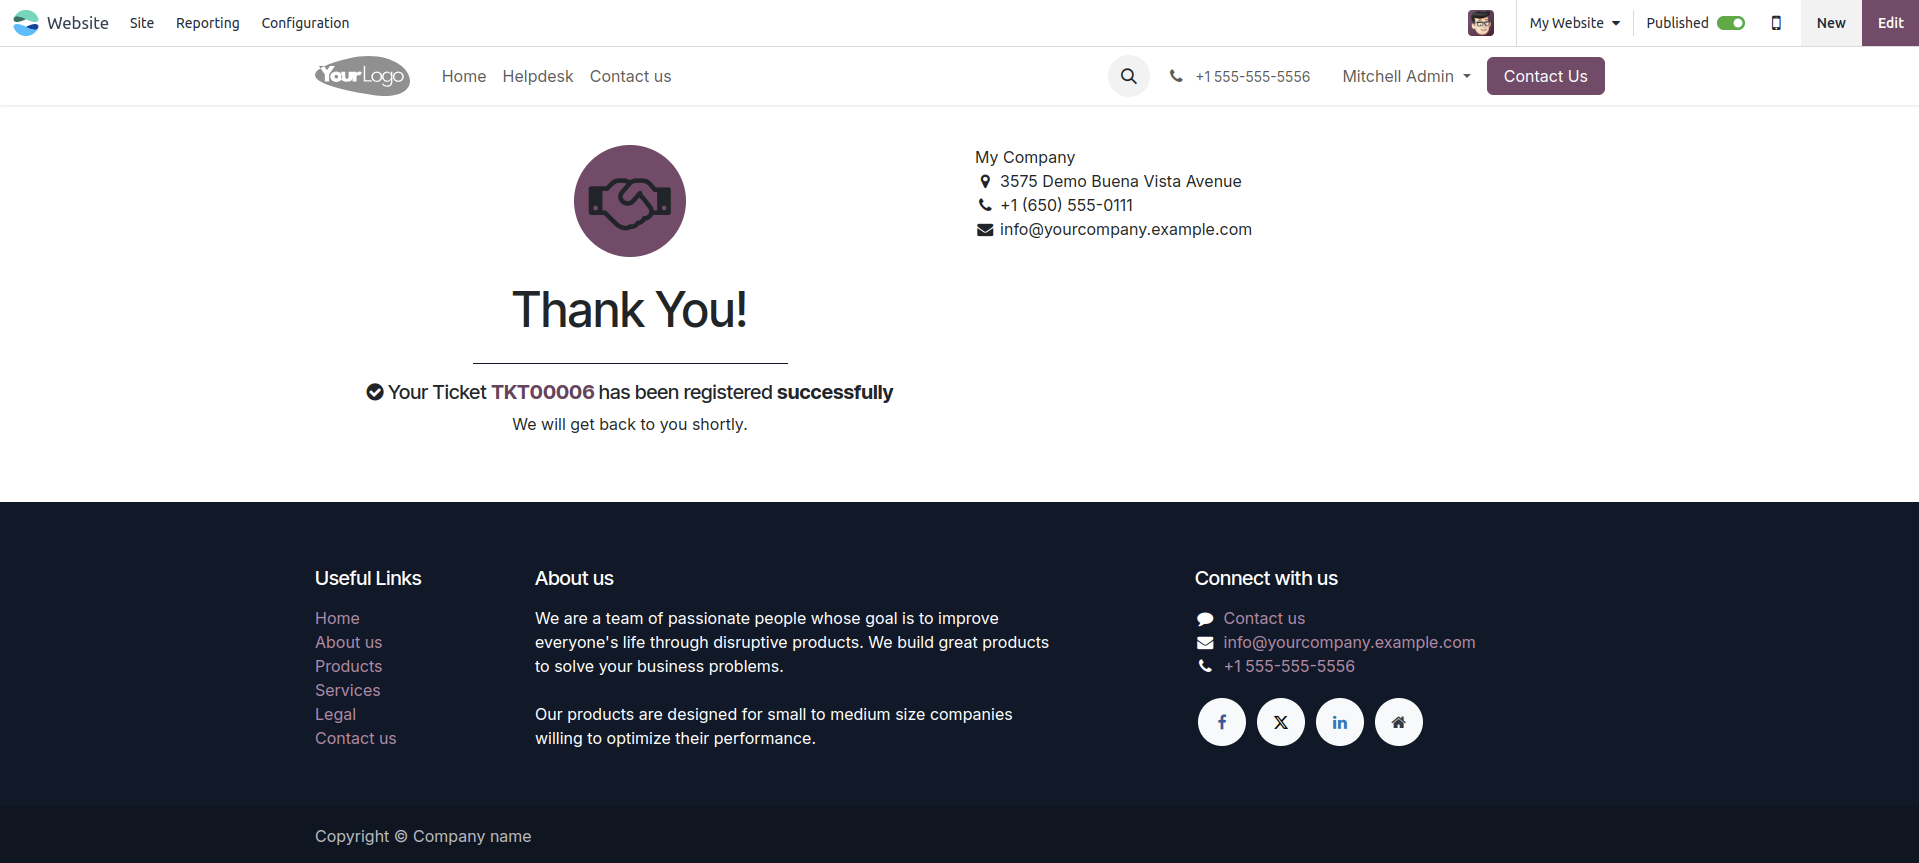 Website Site Reporting Configuration My Website Published New Edit
YourLogo Home Helpdesk Contact us +1 555-555-5556 Mitchell Admin Contact Us
My Company
3575 Demo Buena Vista Avenue
+1 (650) 555-0111
info@yourcompany.example.com
Thank You!
Your Ticket TKT00006 has been registered successfully
We will get back to you shortly.
Useful Links
Home
About us
Products
Services
Legal
Contact us
About us
We are a team of passionate people whose goal is to improve
everyone's life through disruptive products. We build great products
to solve your business problems.
Our products are designed for small to medium size companies
willing to optimize their performance.
Connect with us
Contact us
info@yourcompany.example.com
+1 555-555-5556
Copyright © Company name